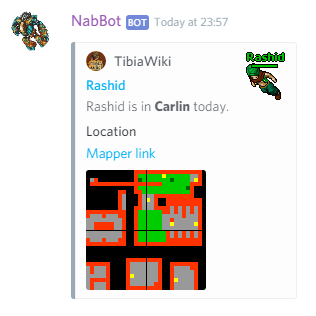 NabBot BOT Today at 23:57
TibiaWiki
Rashid
Rashid
Rashid is in Carlin today.
Location
Mapper link